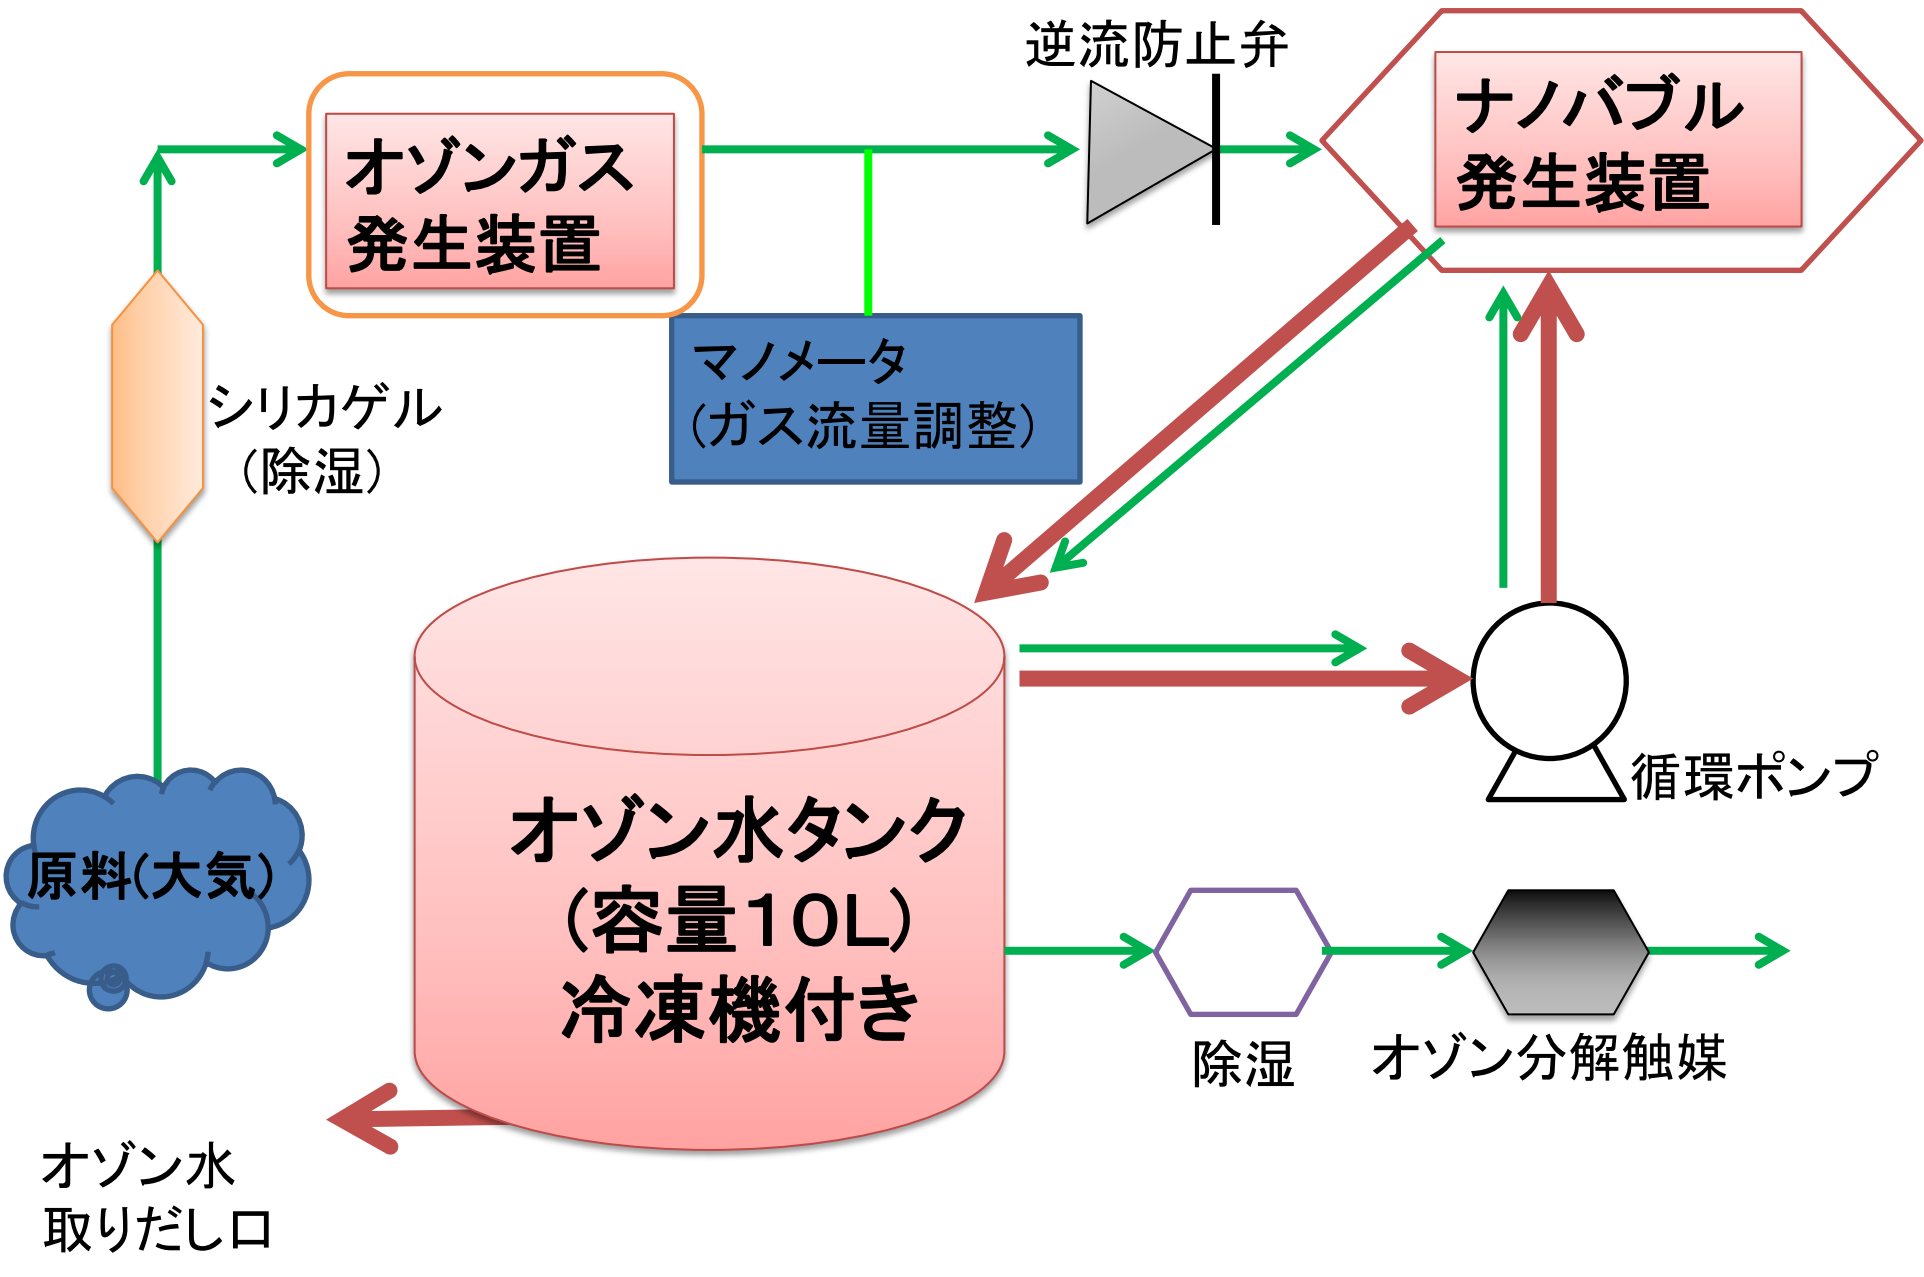 逆流防止弁
ナノバブル
発生装置
オゾンガス
発生装置
マノメータ
(ガス流量調整)
シリカゲル
(除湿)
オゾン水タンク
(容量10L)
冷凍機付き
循環ポンプ
原料(大気)
除湿
オゾン分解触媒
オゾン水
取りだし口